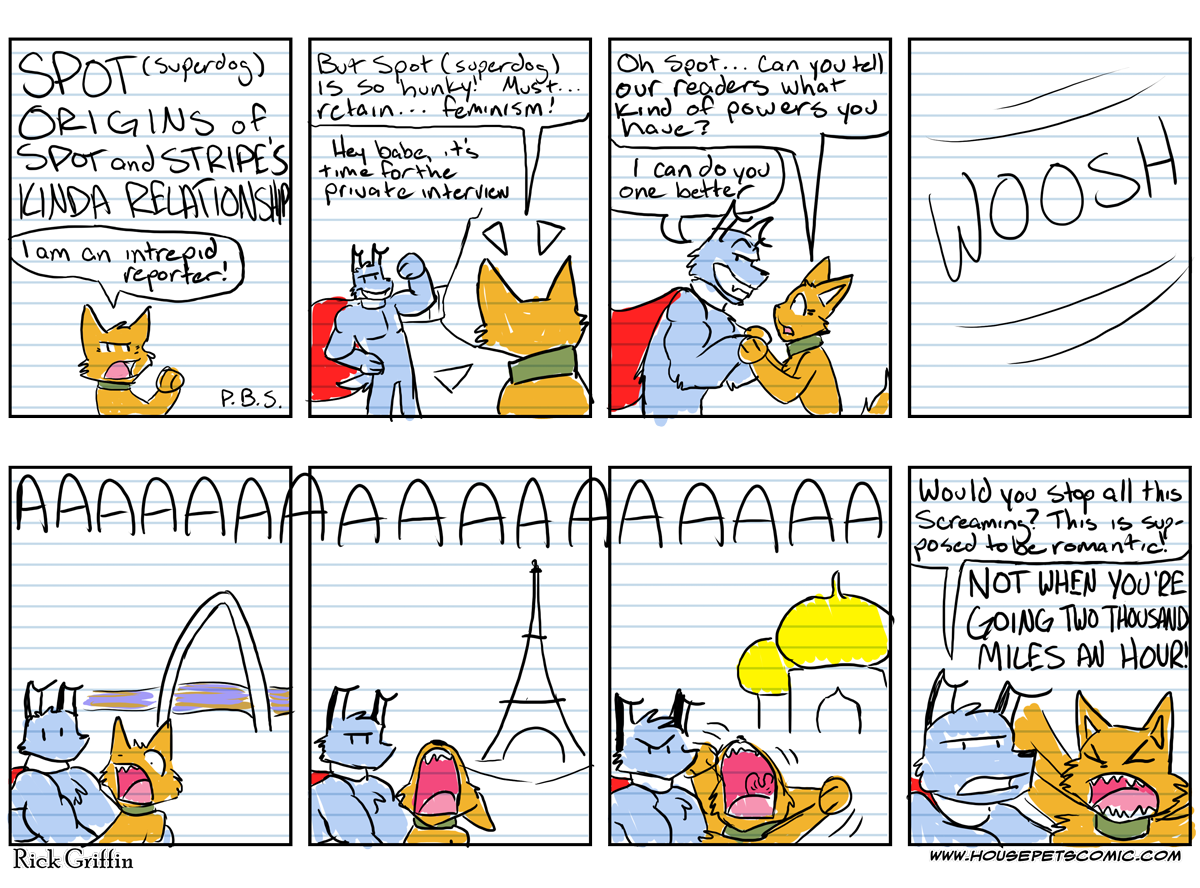 SPOT (superdog)
ORIGINS of
SPOT and STRIPE'S
KINDA RELATIONSHIP
I am an intrepid
reporter!
P.B.S.
But Spot (superdog)
is so hunky! Must...
retain... feminism!
Hey babe, it's
time for the
private interview
Oh Spot... Can you tell
our readers what
kind of powers you
have?
I can do you
one better
WOOSH
AAAAAAAAAAAAAAAAAA
Would you stop all this
screaming? This is sup-
posed to be romantic!
NOT WHEN YOU'RE
GOING TWO THOUSAND
MILES AN HOUR!
Rick Griffin
www.HOUSEPETSCOMIC.COM